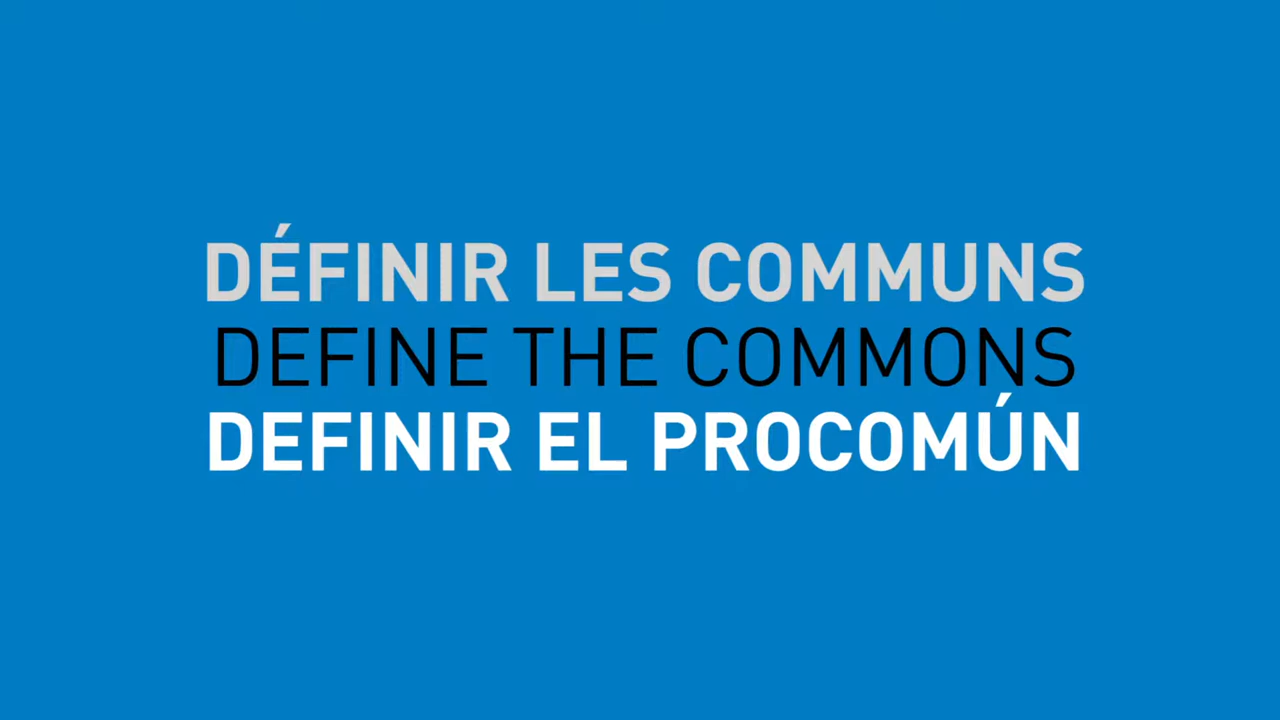 DÉFINIR LES COMMUNS
DEFINE THE COMMONS
DEFINIR EL PROCOMÚN